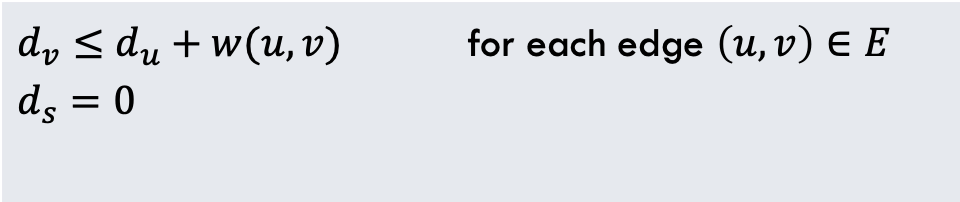 d_v ≤ d_u + w(u, v) for each edge (u, v) ∈ E
d_s = 0